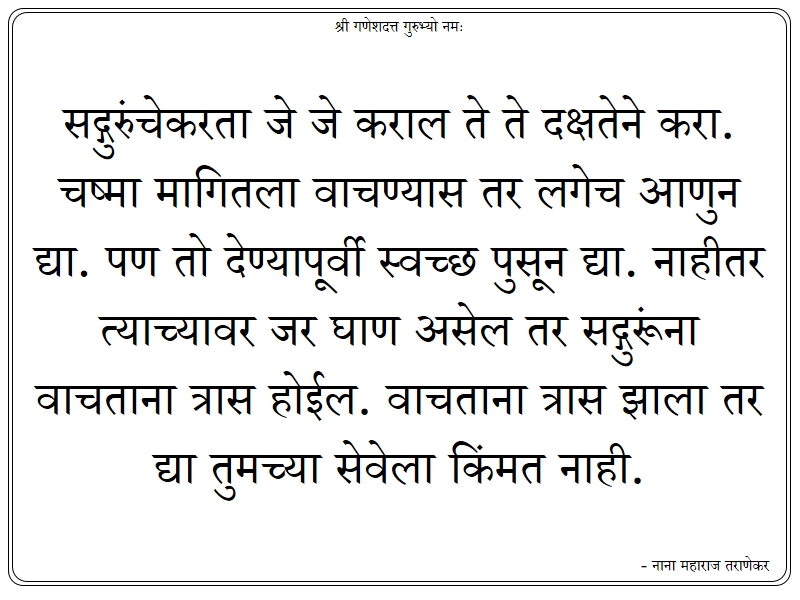 श्री गणेशदत्त गुरुभ्यो नमः
सद्गुरुंचेकरता जे जे कराल ते ते दक्षतेने करा.
चष्मा मागितला वाचण्यास तर लगेच आणुन
द्या. पण तो देण्यापूर्वी स्वच्छ पुसून द्या. नाहीतर
त्याच्यावर जर घाण असेल तर सद्गुरूंना
वाचताना त्रास होईल. वाचताना त्रास झाला तर
द्या तुमच्या सेवेला किंमत नाही.
- नाना महाराज तराणेकर